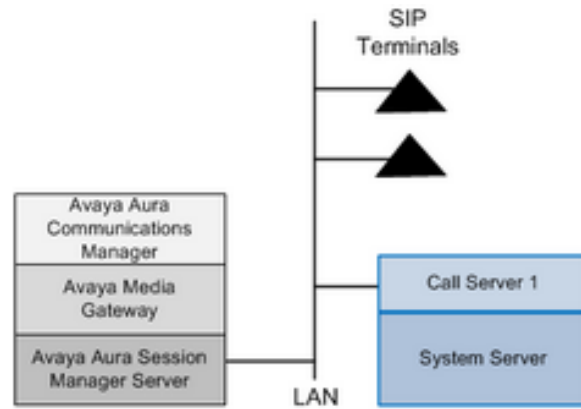 SIP
Terminals
Avaya Aura
Communications
Manager
Avaya Media
Gateway
Avaya Aura Session
Manager Server
Call Server 1
System Server
LAN